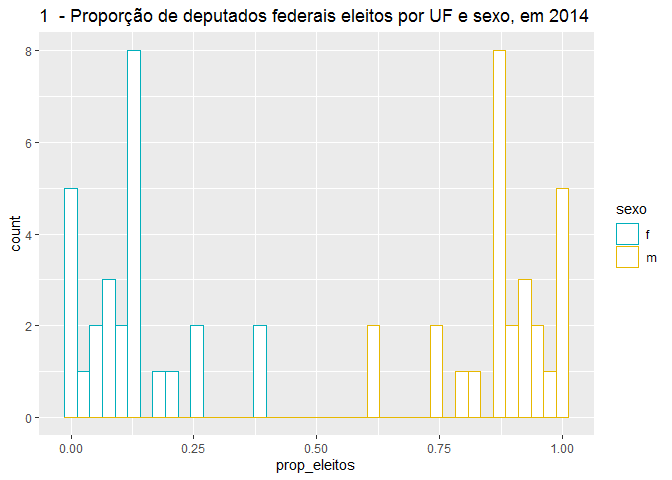 1  - Proporção de deputados federais eleitos por UF e sexo, em 2014
8
6
4
2
0
count
0.00
0.25
0.50
0.75
1.00
prop_eleitos
sexo
f
m